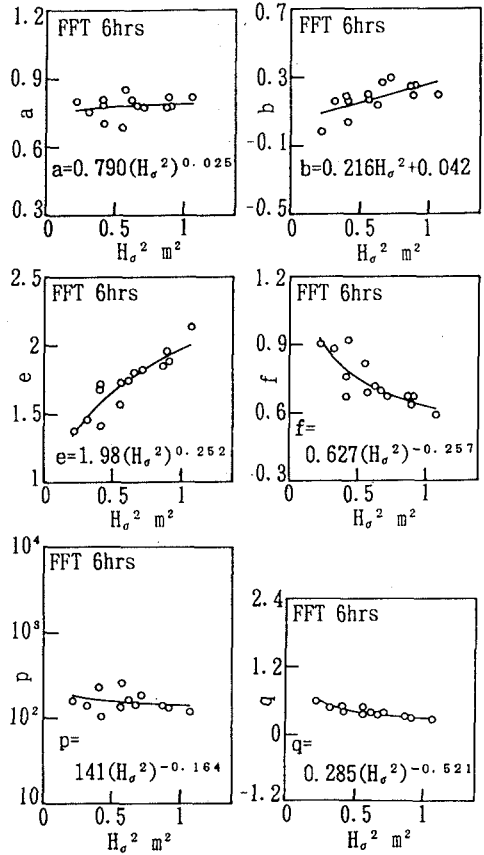 1.2
FFT 6hrs
0.9
a
0.6
a=0.790(Hσ²)^0.025
0.3
0 0.5 1
Hσ² m²
0.7
FFT 6hrs
0.3
b
-0.1
b=0.216Hσ²+0.042
-0.5
0 0.5 1
Hσ² m²
2.5
FFT 6hrs
2
e
1.5
e=1.98(Hσ²)^0.252
1
0 0.5 1
Hσ² m²
1.2
FFT 6hrs
0.9
f
0.6
f=
0.627(Hσ²)^-0.257
0.3
0 0.5 1
Hσ² m²
10⁴
FFT 6hrs
10³
p
10²
p=
141(Hσ²)^-0.164
10
0 0.5 1
Hσ² m²
2.4
FFT 6hrs
1.2
q
0
q=
0.285(Hσ²)^-0.521
-1.2
0 0.5 1
Hσ² m²